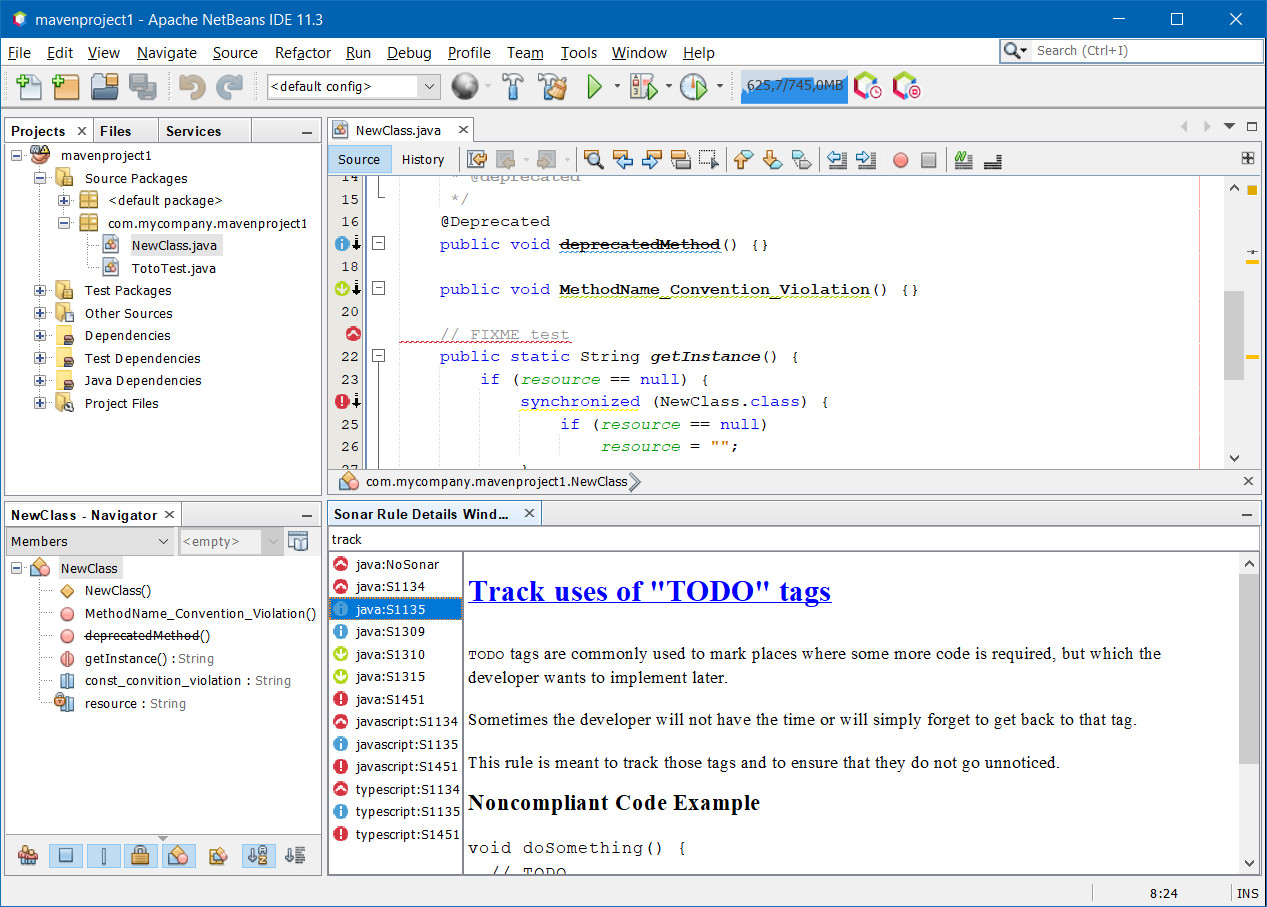 mavenproject1 - Apache NetBeans IDE 11.3
File Edit View Navigate Source Refactor Run Debug Profile Team Tools Window Help
Search (Ctrl+I)
<default config>
625,7/745,0MB
Projects Files Services
mavenproject1
Source Packages
<default package>
com.mycompany.mavenproject1
NewClass.java
TotoTest.java
Test Packages
Other Sources
Dependencies
Test Dependencies
Java Dependencies
Project Files
NewClass.java
Source History
14 * @deprecated
15 */
16 @Deprecated
public void deprecatedMethod() {}
18
public void MethodName_Convention_Violation() {}
20
// FIXME test
22 public static String getInstance() {
23 if (resource == null) {
synchronized (NewClass.class) {
25 if (resource == null)
26 resource = "";
27 }
com.mycompany.mavenproject1.NewClass
NewClass - Navigator
Members <empty>
NewClass
NewClass()
MethodName_Convention_Violation()
deprecatedMethod()
getInstance() : String
const_convition_violation : String
resource : String
Sonar Rule Details Wind...
track
java:NoSonar
java:S1134
java:S1135
java:S1309
java:S1310
java:S1315
java:S1451
javascript:S1134
javascript:S1135
javascript:S1451
typescript:S1134
typescript:S1135
typescript:S1451
Track uses of "TODO" tags
TODO tags are commonly used to mark places where some more code is required, but which the
developer wants to implement later.
Sometimes the developer will not have the time or will simply forget to get back to that tag.
This rule is meant to track those tags and to ensure that they do not go unnoticed.
Noncompliant Code Example
void doSomething() {
// TODO
8:24 INS